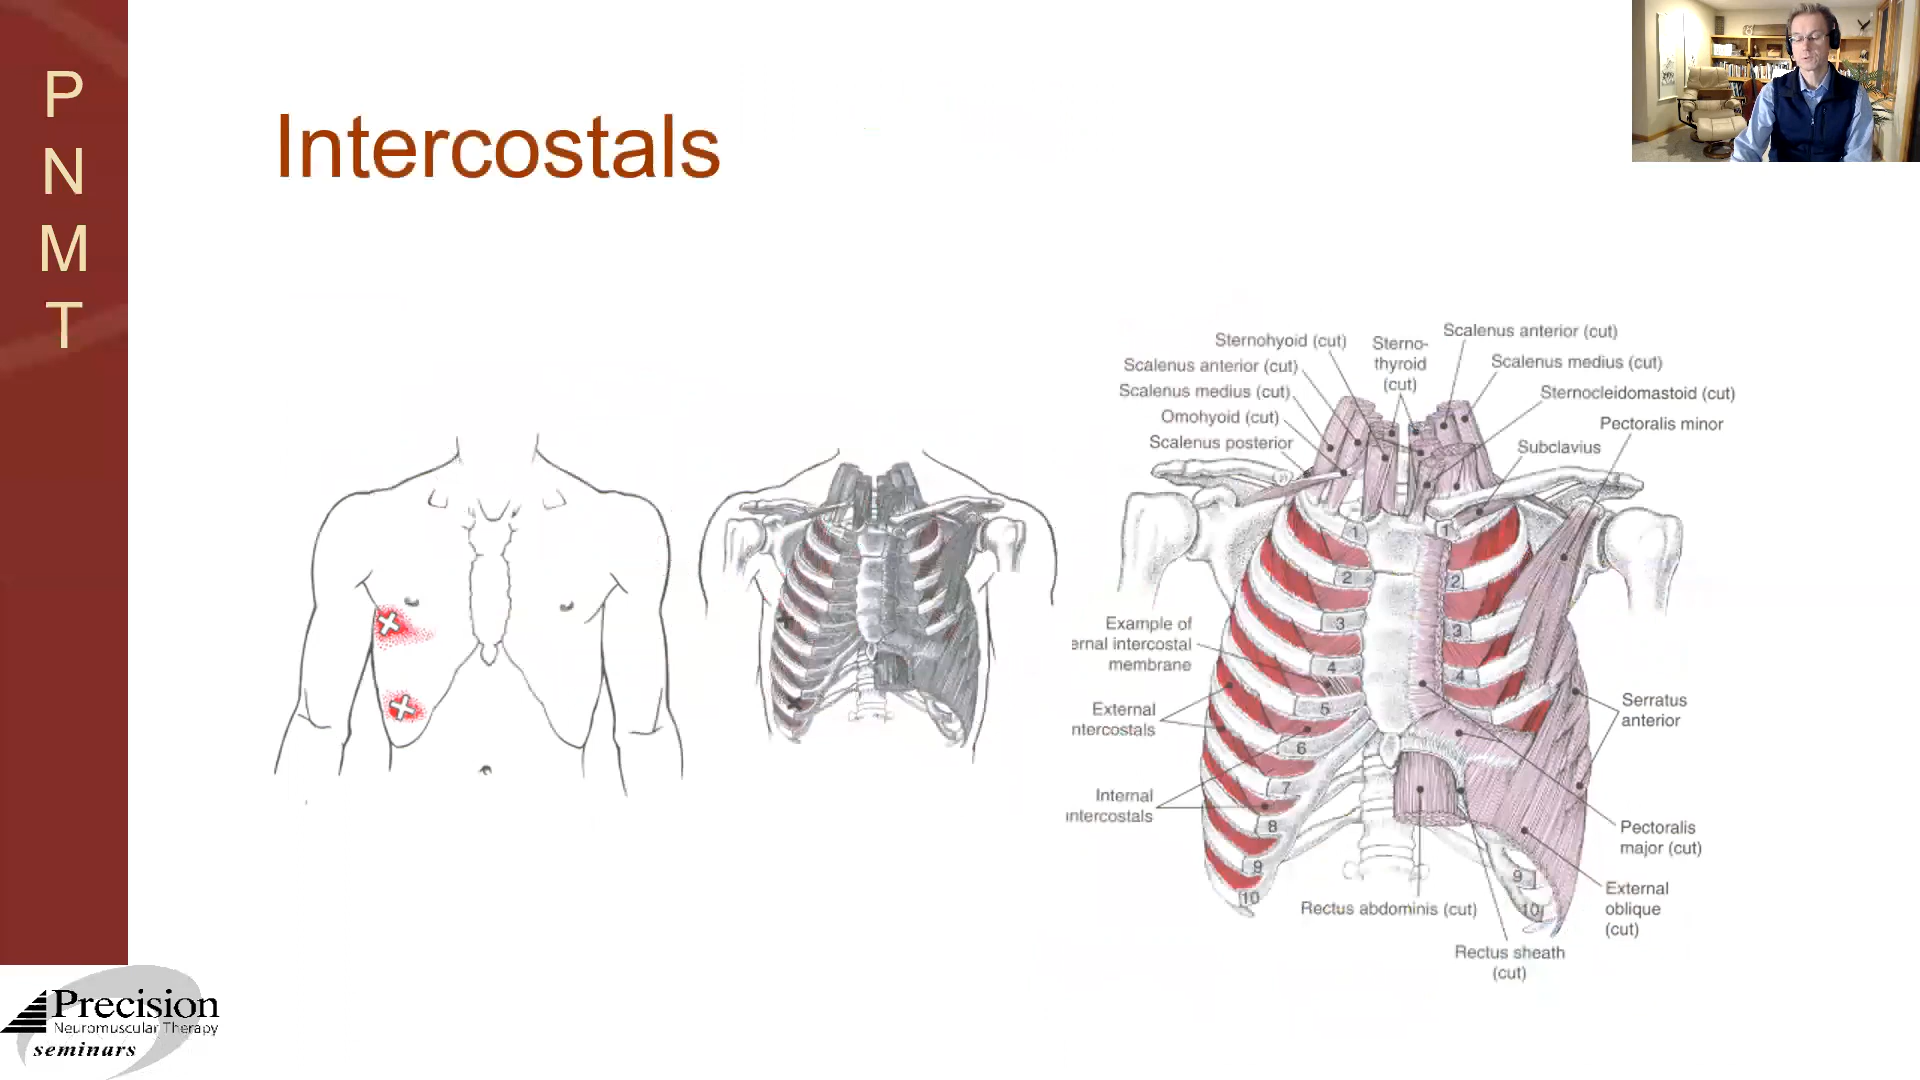 P
N
M
T
Intercostals
Sternohyoid (cut)
Scalenus anterior (cut)
Scalenus medius (cut)
Omohyoid (cut)
Scalenus posterior
Sterno-
thyroid
(cut)
Scalenus anterior (cut)
Scalenus medius (cut)
Sternocleidomastoid (cut)
Pectoralis minor
Subclavius
1
1
2
2
3
3
4
4
5
6
7
8
9
10
9
10
Example of
ernal intercostal
membrane
External
ntercostals
Internal
intercostals
Serratus
anterior
Pectoralis
major (cut)
External
oblique
(cut)
Rectus abdominis (cut)
Rectus sheath
(cut)
Precision
Neuromuscular Therapy
seminars